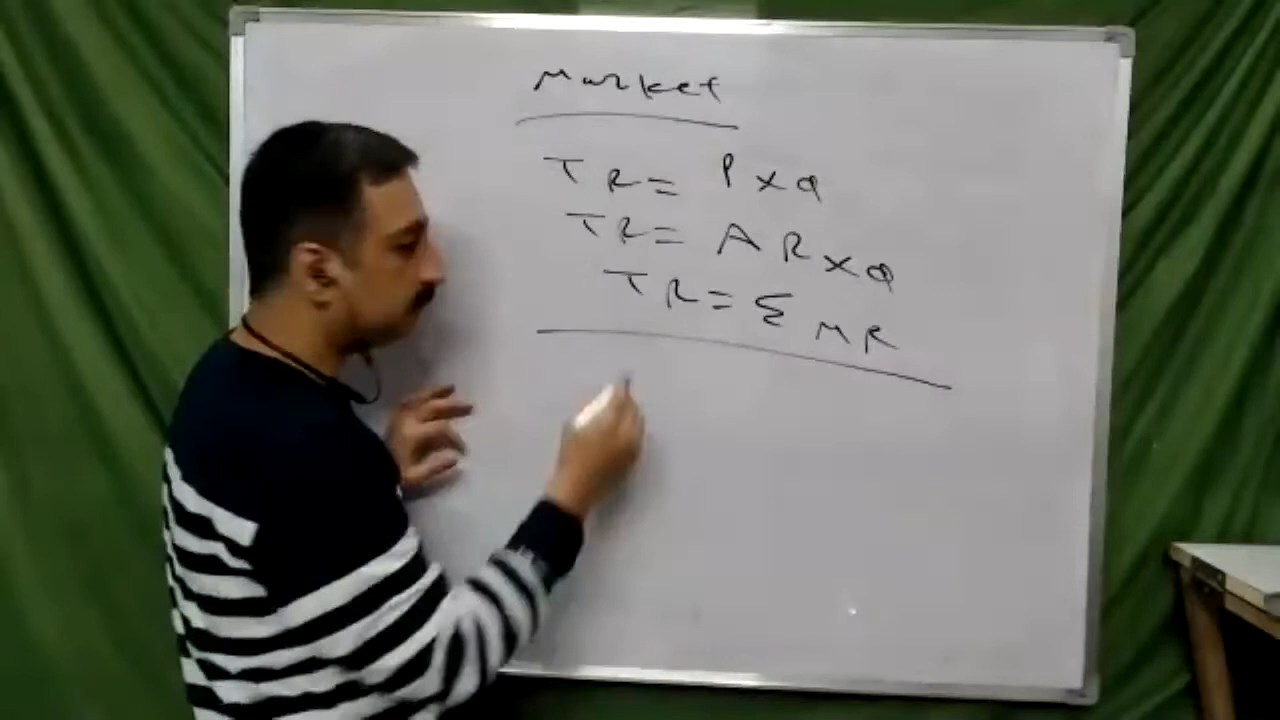 Market
TR = P x Q
TR = AR x Q
TR = Σ MR